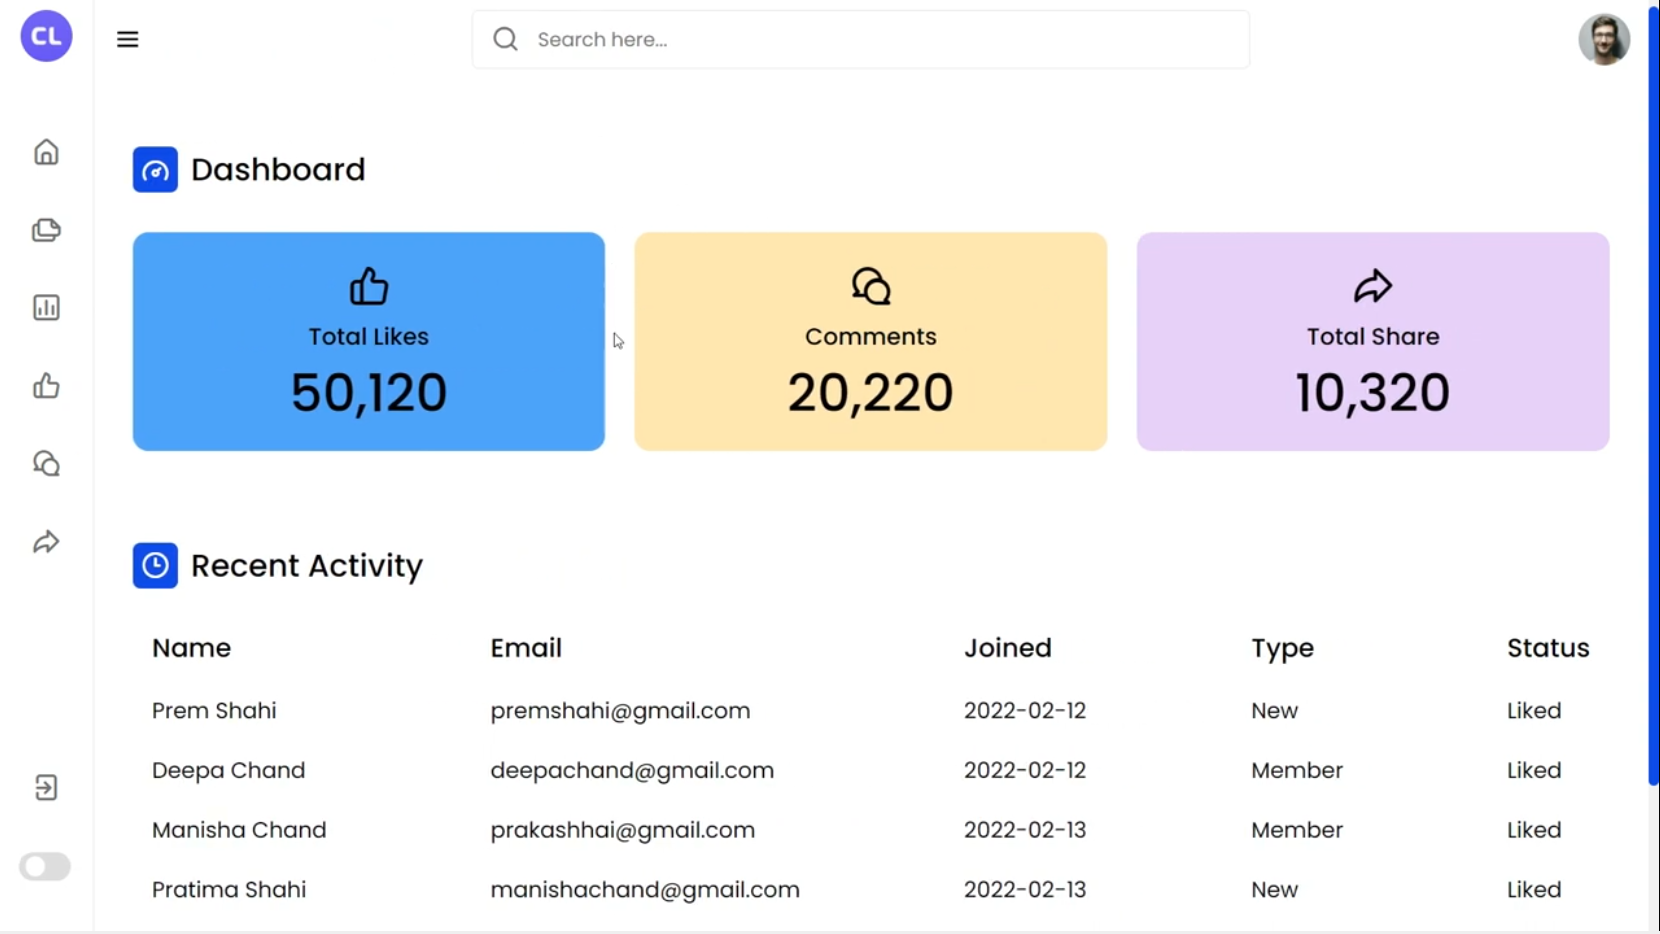 CL
Search here...
Dashboard
Total Likes
50,120
Comments
20,220
Total Share
10,320
Recent Activity
Name Email Joined Type Status
Prem Shahi premshahi@gmail.com 2022-02-12 New Liked
Deepa Chand deepachand@gmail.com 2022-02-12 Member Liked
Manisha Chand prakashhai@gmail.com 2022-02-13 Member Liked
Pratima Shahi manishachand@gmail.com 2022-02-13 New Liked